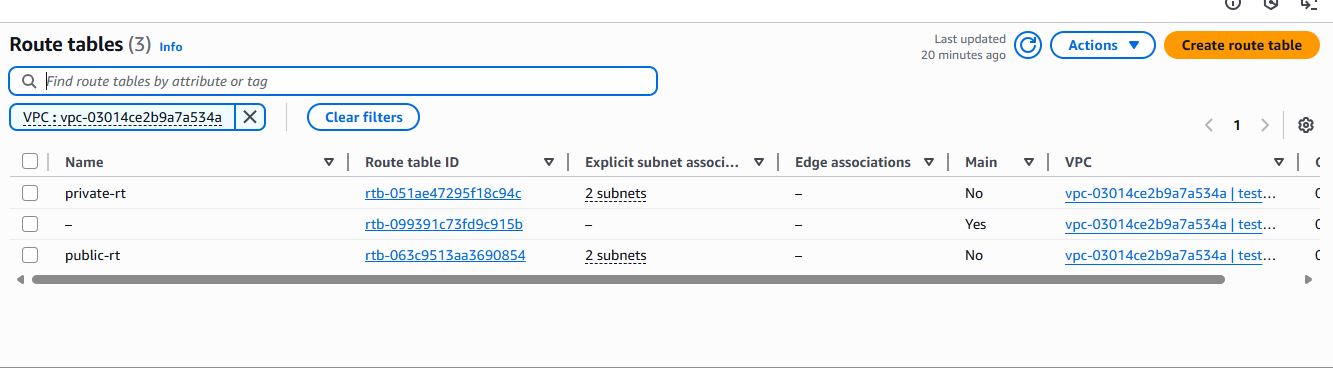 Route tables (3) Info
Last updated
20 minutes ago
Actions
Create route table
Find route tables by attribute or tag
VPC : vpc-03014ce2b9a7a534a
Clear filters
1
Name Route table ID Explicit subnet associ... Edge associations Main VPC
private-rt rtb-051ae47295f18c94c 2 subnets – No vpc-03014ce2b9a7a534a | test...
– rtb-099391c73fd9c915b – – Yes vpc-03014ce2b9a7a534a | test...
public-rt rtb-063c9513aa3690854 2 subnets – No vpc-03014ce2b9a7a534a | test...